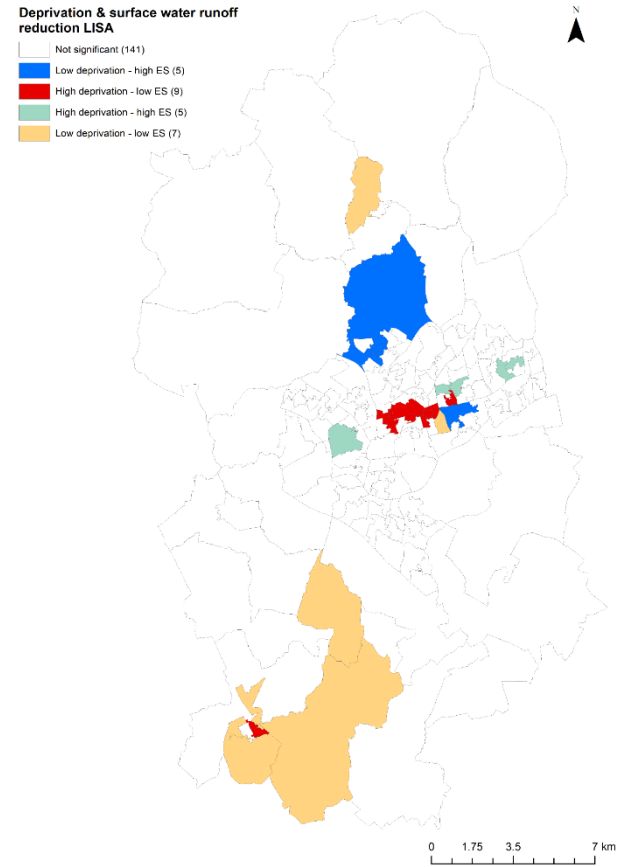 Deprivation & surface water runoff
reduction LISA
Not significant (141)
Low deprivation - high ES (5)
High deprivation - low ES (9)
High deprivation - high ES (5)
Low deprivation - low ES (7)
N
0 1.75 3.5 7 km